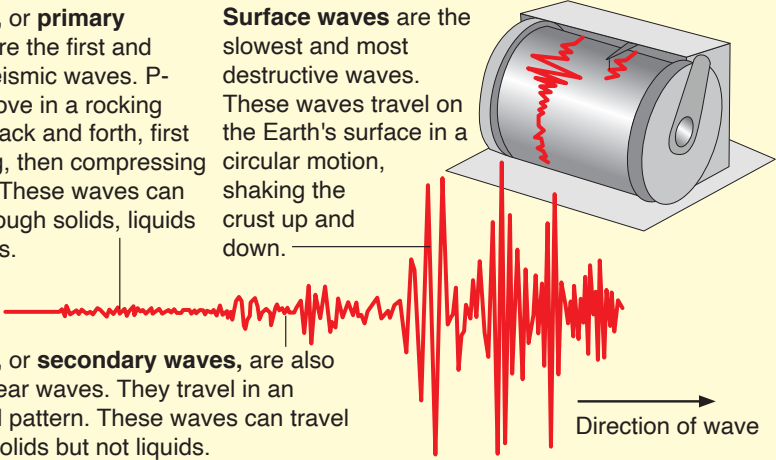 , or primary
re the first and
eismic waves. P-
ove in a rocking
ack and forth, first
g, then compressing
These waves can
ough solids, liquids
s.
Surface waves are the
slowest and most
destructive waves.
These waves travel on
the Earth's surface in a
circular motion,
shaking the
crust up and
down.
, or secondary waves, are also
ear waves. They travel in an
d pattern. These waves can travel
olids but not liquids.
Direction of wave